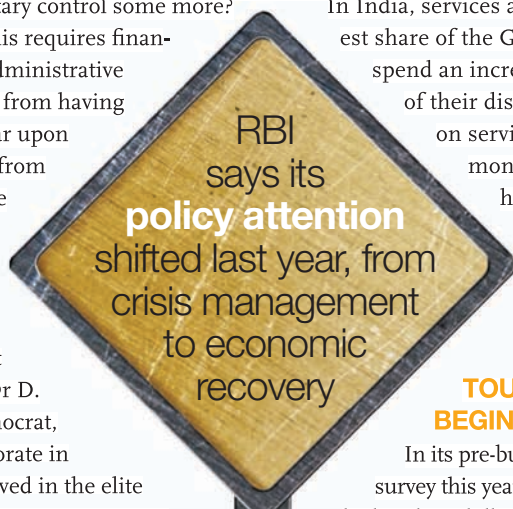 tary control some more?
is requires finan-
dministrative
from having
r upon
from
e
t
r D.
ocrat,
orate in
ved in the elite
RBI
says its
policy attention
shifted last year, from
crisis management
to economic
recovery
In India, services a
est share of the G
spend an incre
of their dis
on servi
mon
h
TOU
BEGIN
In its pre-bu
survey this yea